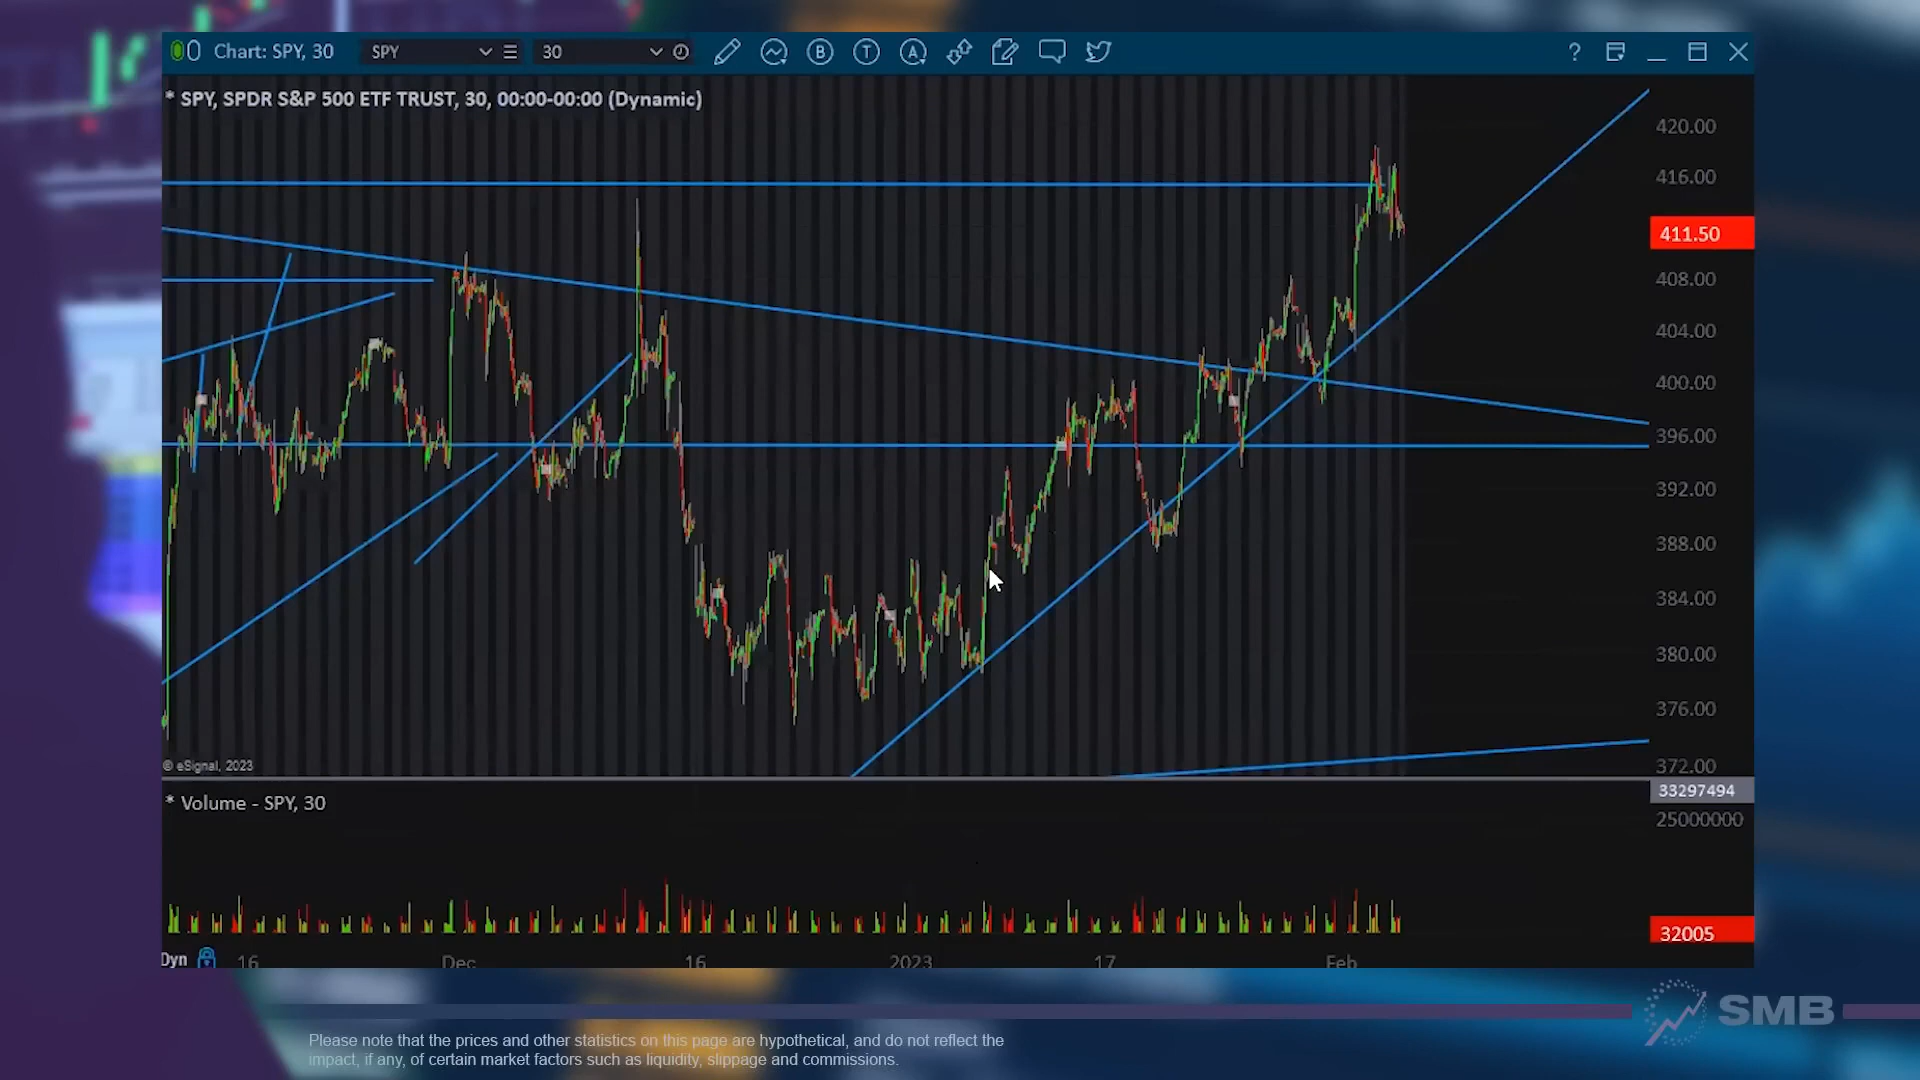 Chart: SPY, 30
SPY
30
B
T
A
?
* SPY, SPDR S&P 500 ETF TRUST, 30, 00:00-00:00 (Dynamic)
420.00
416.00
411.50
408.00
404.00
400.00
396.00
392.00
388.00
384.00
380.00
376.00
372.00
© eSignal, 2023
33297494
* Volume - SPY, 30
25000000
32005
Dyn
16
Dec
16
2023
17
Feb
SMB
Please note that the prices and other statistics on this page are hypothetical, and do not reflect the
impact, if any, of certain market factors such as liquidity, slippage and commissions.